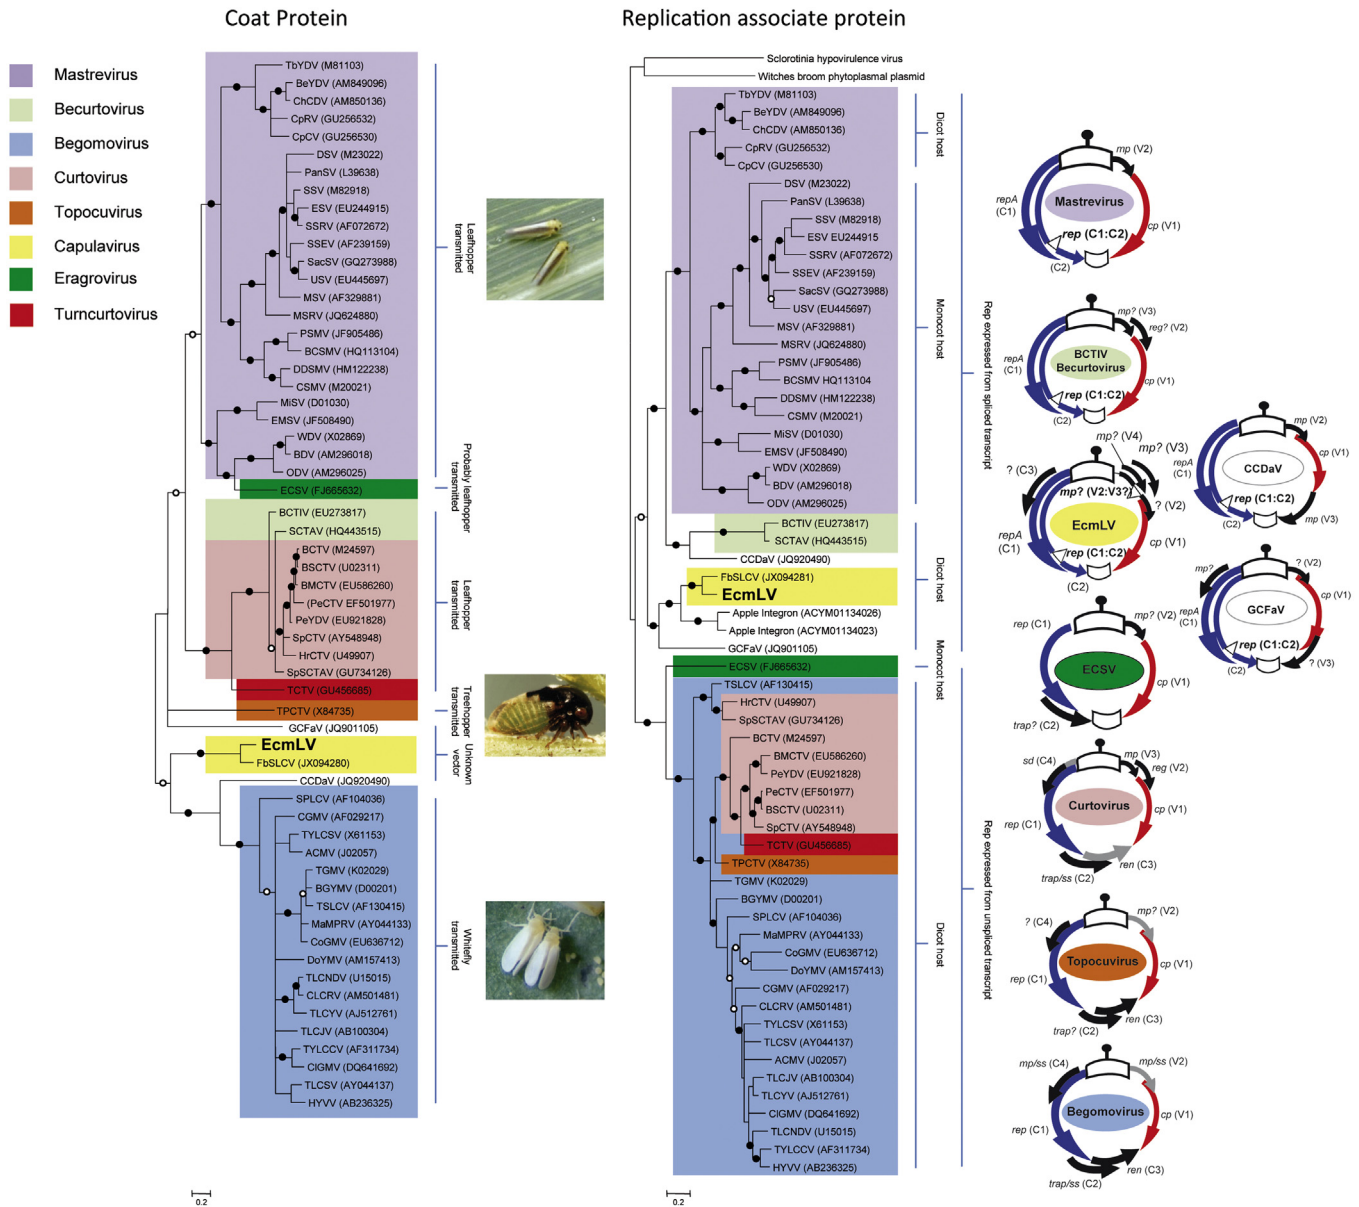 Coat Protein
Replication associate protein
Mastrevirus
Becurtovirus
Begomovirus
Curtovirus
Topocuvirus
Capulavirus
Eragrovirus
Turncurtovirus
TbYDV (M81103)
BeYDV (AM849096)
ChCDV (AM850136)
CpRV (GU256532)
CpCV (GU256530)
DSV (M23022)
PanSV (L39638)
SSV (M82918)
ESV (EU244915)
SSRV (AF072672)
SSEV (AF239159)
SacSV (GQ273988)
USV (EU445697)
MSV (AF329881)
MSRV (JQ624880)
PSMV (JF905486)
BCSMV (HQ113104)
DDSMV (HM122238)
CSMV (M20021)
MiSV (D01030)
EMSV (JF508490)
WDV (X02869)
BDV (AM296018)
ODV (AM296025)
ECSV (FJ665632)
BCTIV (EU273817)
SCTAV (HQ443515)
BCTV (M24597)
BSCTV (U02311)
BMCTV (EU586260)
(PeCTV EF501977)
PeYDV (EU921828)
SpCTV (AY548948)
HrCTV (U49907)
SpSCTAV (GU734126)
TCTV (GU456685)
TPCTV (X84735)
GCFaV (JQ901105)
EcmLV
FbSLCV (JX094280)
CCDaV (JQ920490)
SPLCV (AF104036)
CGMV (AF029217)
TYLCSV (X61153)
ACMV (J02057)
TGMV (K02029)
BGYMV (D00201)
TSLCV (AF130415)
MaMPRV (AY044133)
CoGMV (EU636712)
DoYMV (AM157413)
TLCNDV (U15015)
CLCRV (AM501481)
TLCYV (AJ512761)
TLCJV (AB100304)
TYLCCV (AF311734)
CIGMV (DQ641692)
TLCSV (AY044137)
HYVV (AB236325)
0.2
Leafhopper
transmitted
Probably leafhopper
transmitted
Leafhopper
transmitted
Treehopper
transmitted
Unknown
vector
Whitefly
transmitted
Sclorotinia hypovirulence virus
Witches broom phytoplasmal plasmid
TbYDV (M81103)
BeYDV (AM849096)
ChCDV (AM850136)
CpRV (GU256532)
CpCV (GU256530)
DSV (M23022)
PanSV (L39638)
SSV (M82918)
ESV EU244915
SSRV (AF072672)
SSEV (AF239159)
SacSV (GQ273988)
USV (EU445697)
MSV (AF329881)
MSRV (JQ624880)
PSMV (JF905486)
BCSMV HQ113104
DDSMV (HM122238)
CSMV (M20021)
MiSV (D01030)
EMSV (JF508490)
WDV (X02869)
BDV (AM296018)
ODV (AM296025)
BCTIV (EU273817)
SCTAV (HQ443515)
CCDaV (JQ920490)
FbSLCV (JX094281)
EcmLV
Apple Integron (ACYM01134026)
Apple Integron (ACYM01134023)
GCFaV (JQ901105)
ECSV (FJ665632)
TSLCV (AF130415)
HrCTV (U49907)
SpSCTAV (GU734126)
BCTV (M24597)
BMCTV (EU586260)
PeYDV (EU921828)
PeCTV (EF501977)
BSCTV (U02311)
SpCTV (AY548948)
TCTV (GU456685)
TPCTV (X84735)
TGMV (K02029)
BGYMV (D00201)
SPLCV (AF104036)
MaMPRV (AY044133)
CoGMV (EU636712)
DoYMV (AM157413)
CGMV (AF029217)
CLCRV (AM501481)
TYLCSV (X61153)
TLCSV (AY044137)
ACMV (J02057)
TLCJV (AB100304)
TLCYV (AJ512761)
CIGMV (DQ641692)
TLCNDV (U15015)
TYLCCV (AF311734)
HYVV (AB236325)
0.2
Dicot host
Monocot host
Dicot host
Monocot host
Dicot host
Rep expressed from spliced transcript
Rep expressed from unspliced transcript
mp (V2)
repA
(C1)
Mastrevirus
cp (V1)
rep (C1:C2)
(C2)
mp? (V3)
reg? (V2)
repA
(C1)
BCTIV
Becurtovirus
cp (V1)
rep (C1:C2)
(C2)
mp? (V4)
mp? (V3)
? (C3)
mp? (V2:V3?)
? (V2)
EcmLV
repA
(C1)
cp (V1)
rep (C1:C2)
(C2)
mp (V2)
cp (V1)
repA
(C1)
CCDaV
rep (C1:C2)
(C2)
mp (V3)
mp?
? (V2)
cp (V1)
repA
(C1)
GCFaV
rep (C1:C2)
(C2)
? (V3)
rep (C1)
mp? (V2)
ECSV
cp (V1)
trap? (C2)
sd (C4)
mp (V3)
reg (V2)
Curtovirus
cp (V1)
rep (C1)
ren (C3)
trap/ss (C2)
mp? (V2)
? (C4)
Topocuvirus
cp (V1)
rep (C1)
ren (C3)
trap? (C2)
mp/ss (C4)
mp/ss (V2)
Begomovirus
cp (V1)
rep (C1)
ren (C3)
trap/ss (C2)